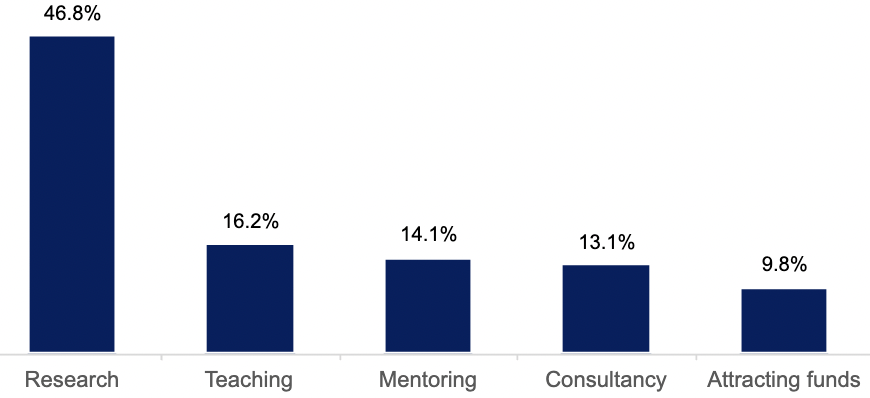 46.8%
16.2%
14.1%
13.1%
9.8%
Research
Teaching
Mentoring
Consultancy
Attracting funds